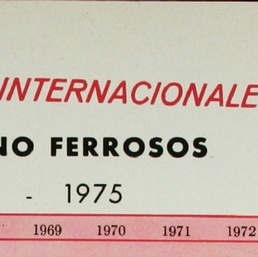 INTERNACIONALE
NO FERROSOS
- 1975
1969 1970 1971 1972